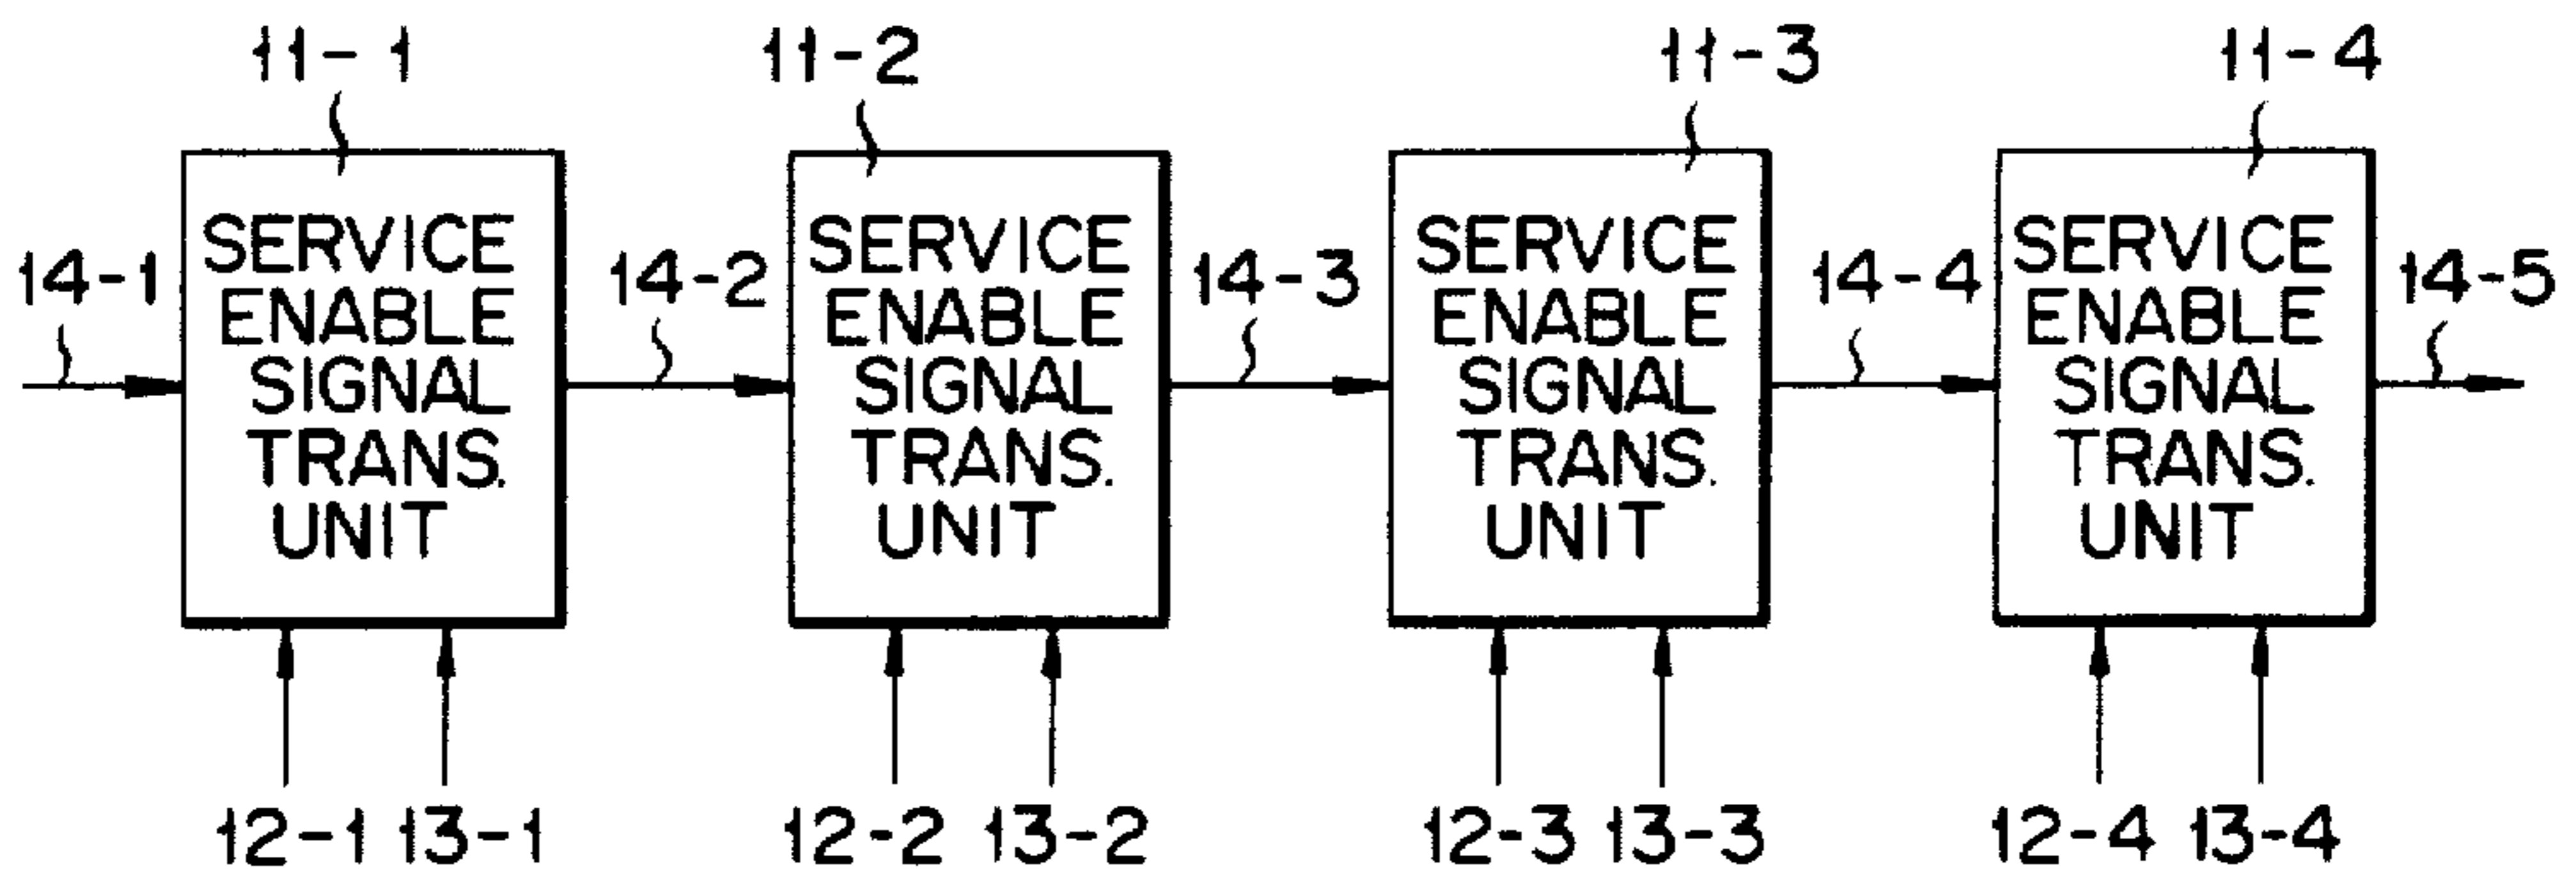 11-1 11-2 11-3 11-4
14-1 14-2 14-3 14-4 14-5
SERVICE
ENABLE
SIGNAL
TRANS.
UNIT
SERVICE
ENABLE
SIGNAL
TRANS.
UNIT
SERVICE
ENABLE
SIGNAL
TRANS.
UNIT
SERVICE
ENABLE
SIGNAL
TRANS.
UNIT
12-1 13-1 12-2 13-2 12-3 13-3 12-4 13-4